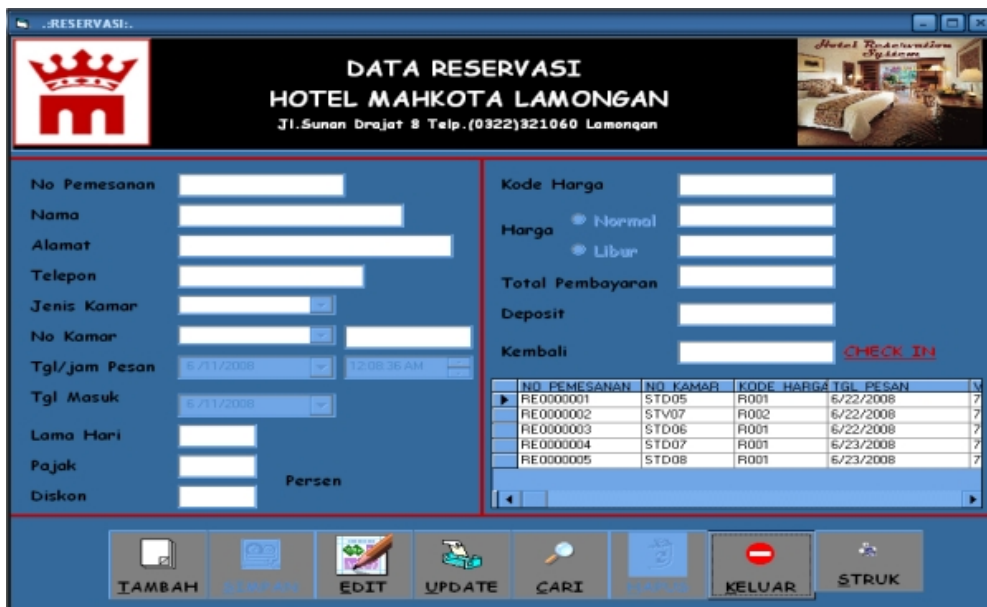 .:RESERVASI:.
DATA RESERVASI
HOTEL MAHKOTA LAMONGAN
Jl.Sunan Drajat 8 Telp.(0322)321060 Lamongan
Hotel Reservation
System
No Pemesanan
Nama
Alamat
Telepon
Jenis Kamar
No Kamar
Tgl/jam Pesan 6/11/2008 12:08:36 AM
Tgl Masuk 6/11/2008
Lama Hari
Pajak
Persen
Diskon
Kode Harga
Normal
Harga
Libur
Total Pembayaran
Deposit
Kembali CHECK IN
NO PEMESANAN NO KAMAR KODE HARGA TGL PESAN
RE0000001 STD05 R001 6/22/2008 7
RE0000002 STV07 R002 6/22/2008 7
RE0000003 STD06 R001 6/22/2008 7
RE0000004 STD07 R001 6/23/2008 7
RE0000005 STD08 R001 6/23/2008 7
TAMBAH EDIT UPDATE CARI KELUAR STRUK